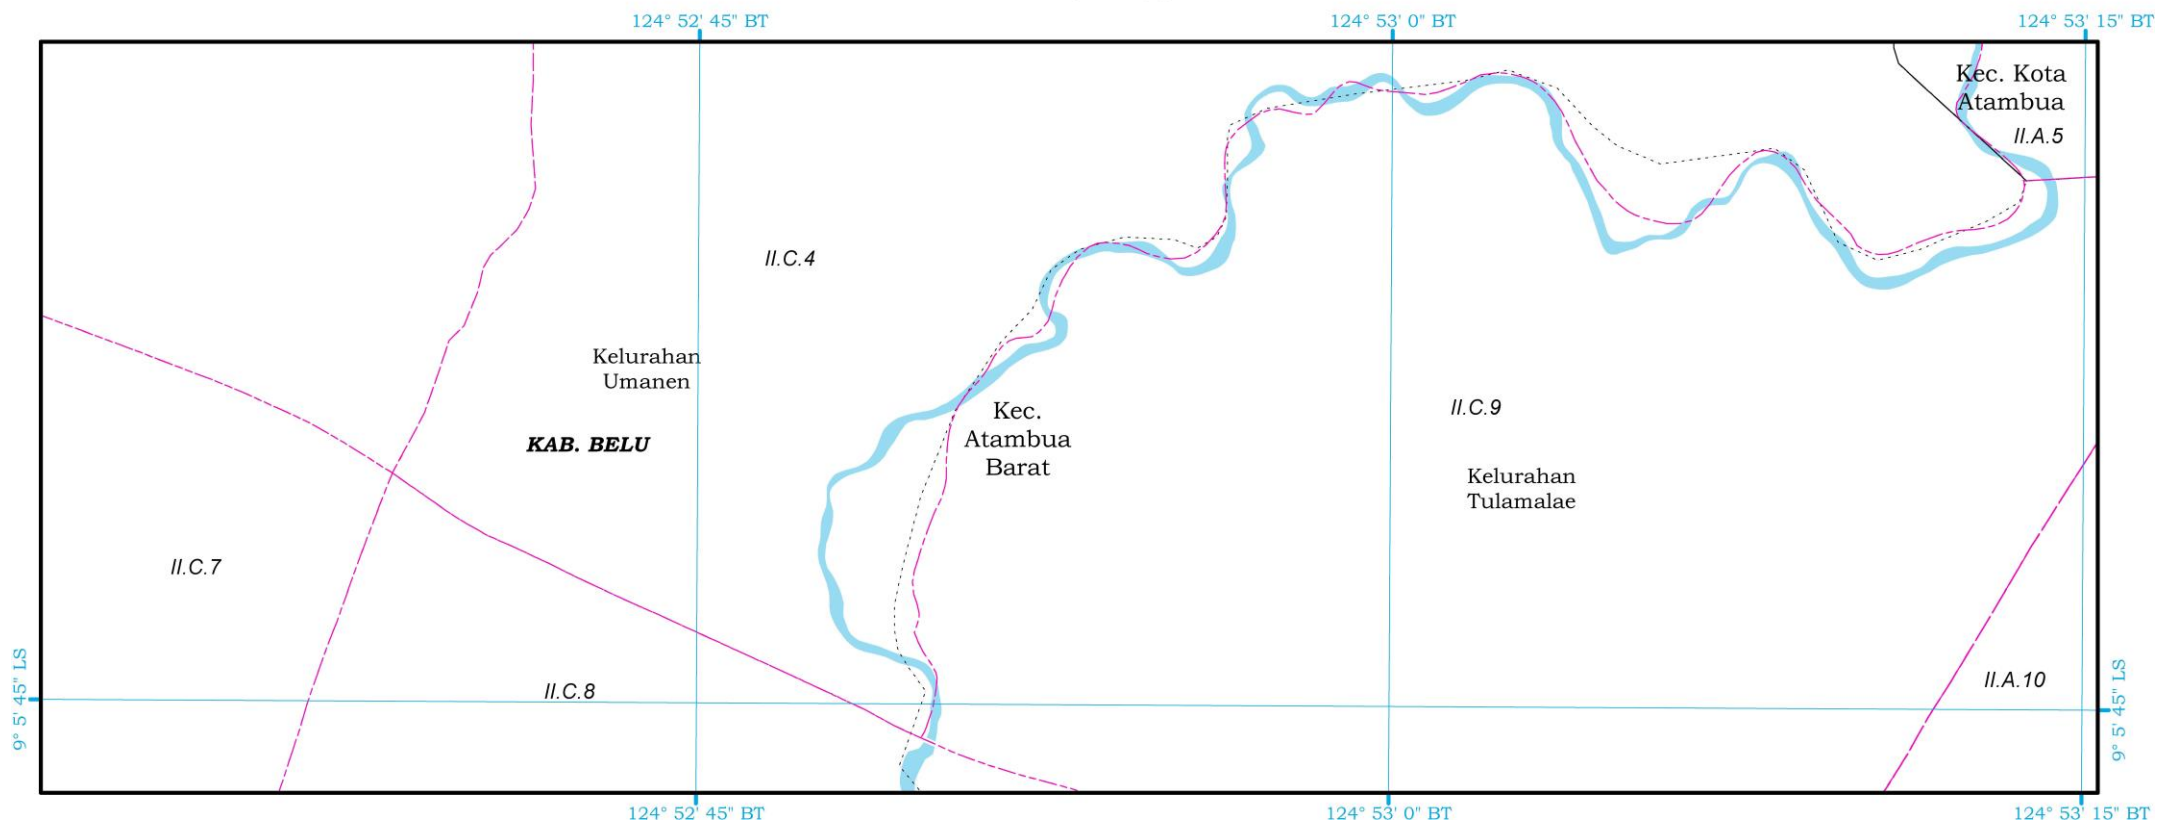 124° 52' 45" BT
124° 53' 0" BT
124° 53' 15" BT
Kec. Kota
Atambua
II.A.5
II.C.4
Kelurahan
Umanen
KAB. BELU
Kec.
Atambua
Barat
II.C.9
Kelurahan
Tulamalae
II.C.7
II.C.8
II.A.10
9° 5' 45" LS
9° 5' 45" LS
124° 52' 45" BT
124° 53' 0" BT
124° 53' 15" BT